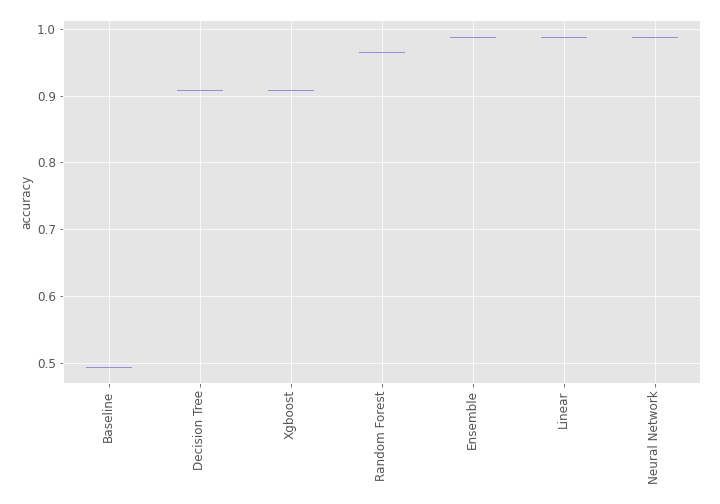 1.0
0.9
0.8
0.7
0.6
0.5
accuracy
Baseline
Decision Tree
Xgboost
Random Forest
Ensemble
Linear
Neural Network